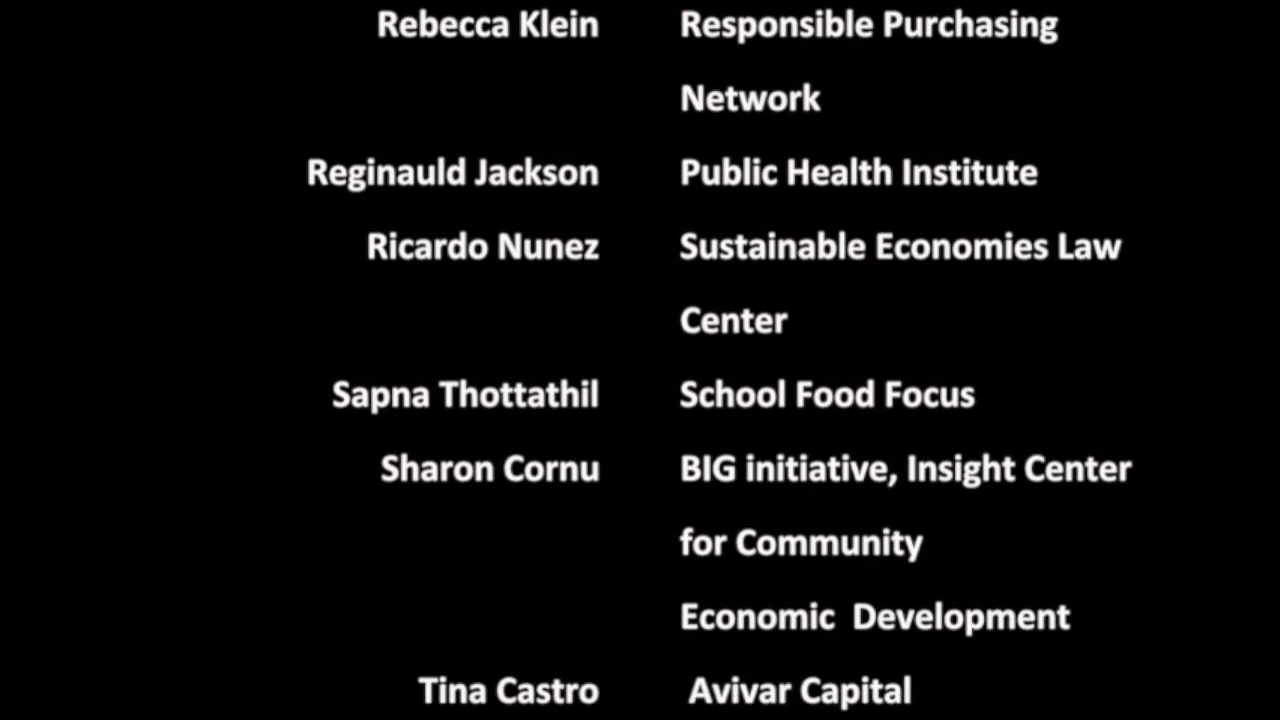 Rebecca Klein Responsible Purchasing
Network
Reginauld Jackson Public Health Institute
Ricardo Nunez Sustainable Economies Law
Center
Sapna Thottathil School Food Focus
Sharon Cornu BIG initiative, Insight Center
for Community
Economic  Development
Tina Castro Avivar Capital